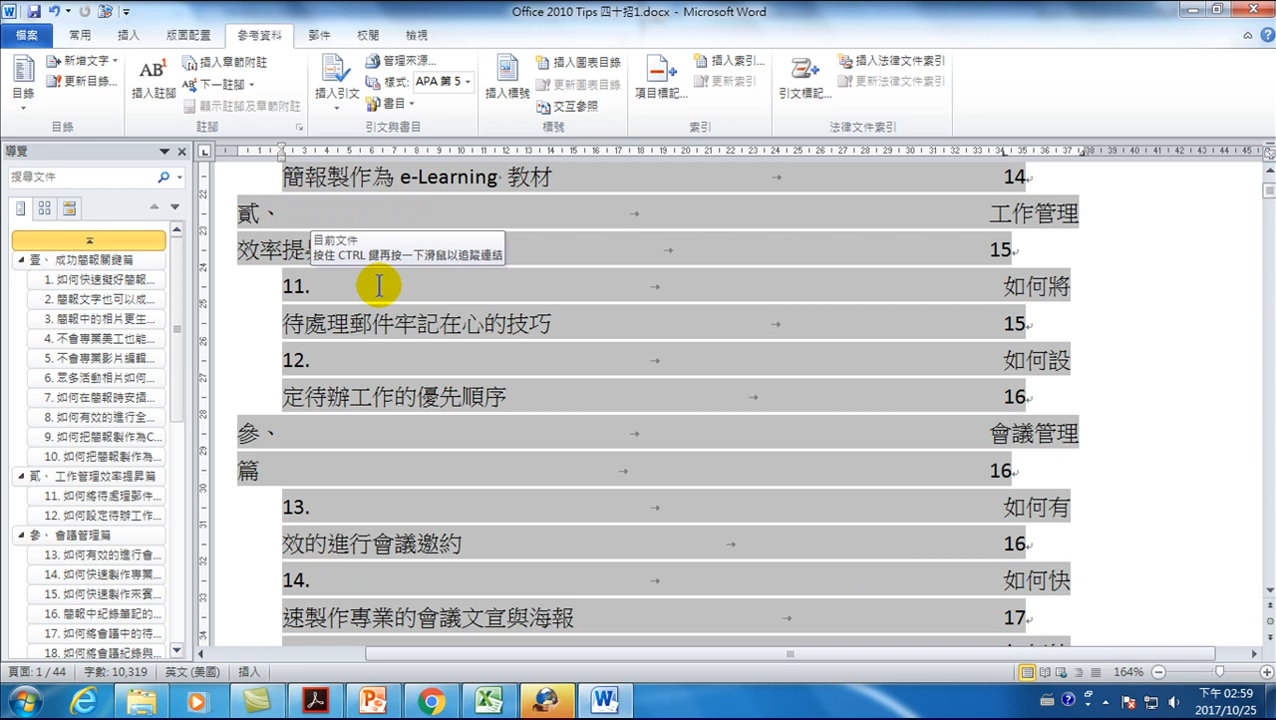 Office 2010 Tips 四十招1.docx - Microsoft Word
檔案 常用 插入 版面配置 參考資料 郵件 校閱 檢視
目錄 新增文字 更新目錄... 插入註腳 插入章節附註 下一註腳 顯示註腳及章節附註 插入引文 管理來源... 樣式: APA 第 5 書目 插入標號 插入圖表目錄 更新圖表目錄 交互參照 項目標記... 插入索引... 更新索引 引文標記... 插入法律文件索引 更新法律文件索引
目錄 註腳 引文與書目 標號 索引 法律文件索引
導覽
搜尋文件
壹、 成功簡報關鍵篇
1. 如何快速擬好簡報...
2. 簡報文字也可以成...
3. 簡報中的相片更生...
4. 不會專業美工也能...
5. 不會專業影片編輯...
6. 眾多活動相片如何...
7. 如何在簡報時安插...
8. 如何有效的進行全...
9. 如何把簡報製作為C...
10. 如何把簡報製作為...
貳、 工作管理效率提昇篇
11. 如何將待處理郵件...
12. 如何設定待辦工作...
參、 會議管理篇
13. 如何有效的進行會...
14. 如何快速製作專業...
15. 如何快速製作來賓...
16. 簡報中紀錄筆記的...
17. 如何將會議中的待...
18. 如何將會議紀錄與...
簡報製作為 e-Learning 教材 14
貳、 工作管理
效率提 15
目前文件
按住 CTRL 鍵再按一下滑鼠以追蹤連結
11. 如何將
待處理郵件牢記在心的技巧 15
12. 如何設
定待辦工作的優先順序 16
參、 會議管理
篇 16
13. 如何有
效的進行會議邀約 16
14. 如何快
速製作專業的會議文宣與海報 17
頁面: 1 / 44 字數: 10,319 英文 (美國) 插入 164%
下午 02:59
2017/10/25